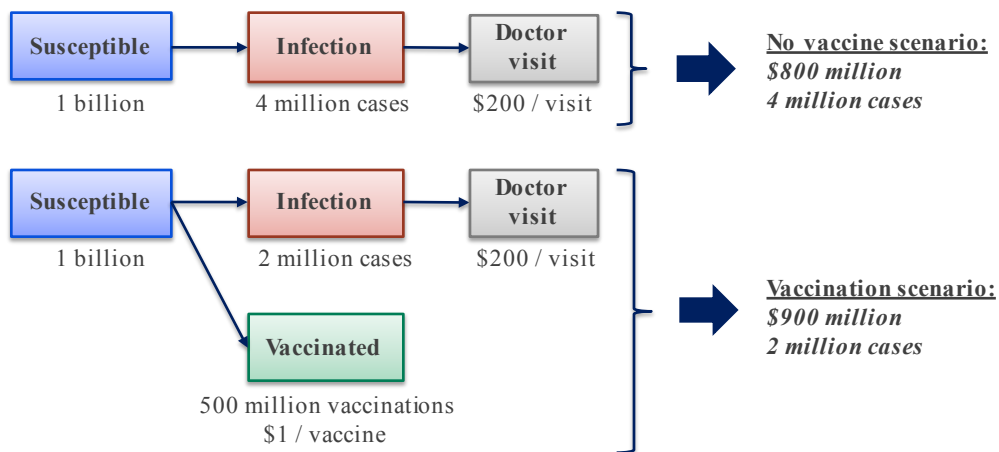 Susceptible
1 billion
Infection
4 million cases
Doctor
visit
$200 / visit
No vaccine scenario:
$800 million
4 million cases
Susceptible
1 billion
Infection
2 million cases
Doctor
visit
$200 / visit
Vaccinated
500 million vaccinations
$1 / vaccine
Vaccination scenario:
$900 million
2 million cases